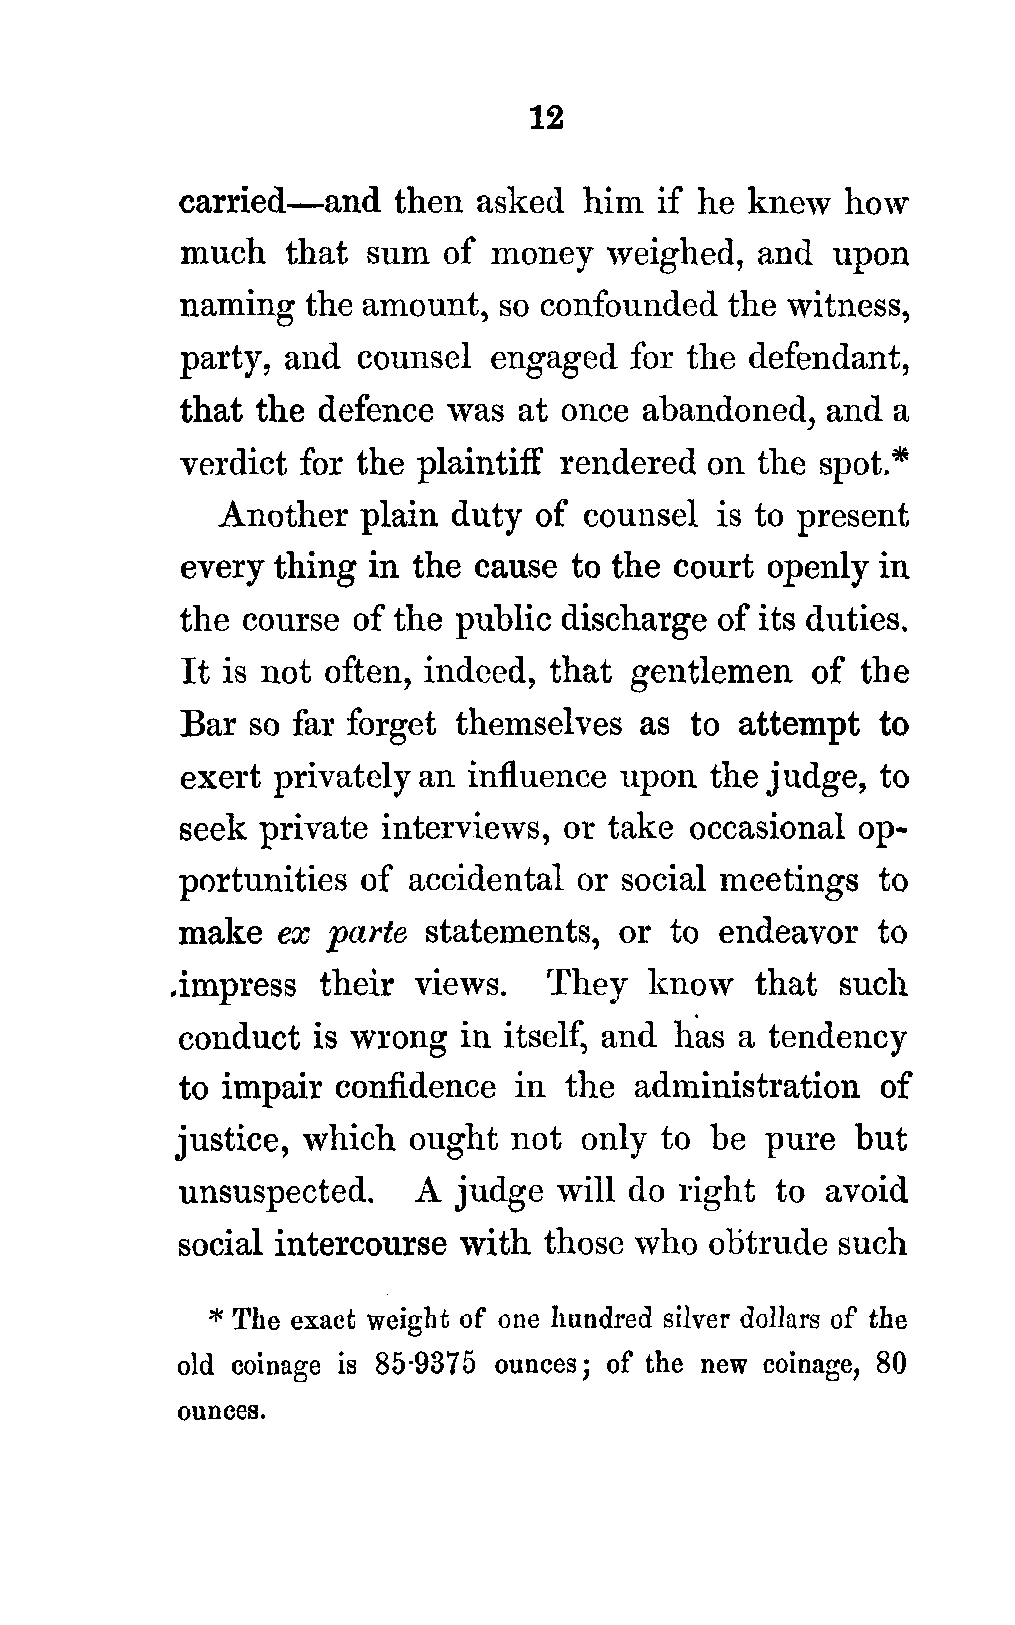 12
carried—and then asked him if he knew how
much that sum of money weighed, and upon
naming the amount, so confounded the witness,
party, and counsel engaged for the defendant,
that the defence was at once abandoned, and a
verdict for the plaintiff rendered on the spot.*
Another plain duty of counsel is to present
every thing in the cause to the court openly in
the course of the public discharge of its duties.
It is not often, indeed, that gentlemen of the
Bar so far forget themselves as to attempt to
exert privately an influence upon the judge, to
seek private interviews, or take occasional op-
portunities of accidental or social meetings to
make ex parte statements, or to endeavor to
impress their views. They know that such
conduct is wrong in itself, and has a tendency
to impair confidence in the administration of
justice, which ought not only to be pure but
unsuspected. A judge will do right to avoid
social intercourse with those who obtrude such
* The exact weight of one hundred silver dollars of the
old coinage is 85·9375 ounces; of the new coinage, 80
ounces.